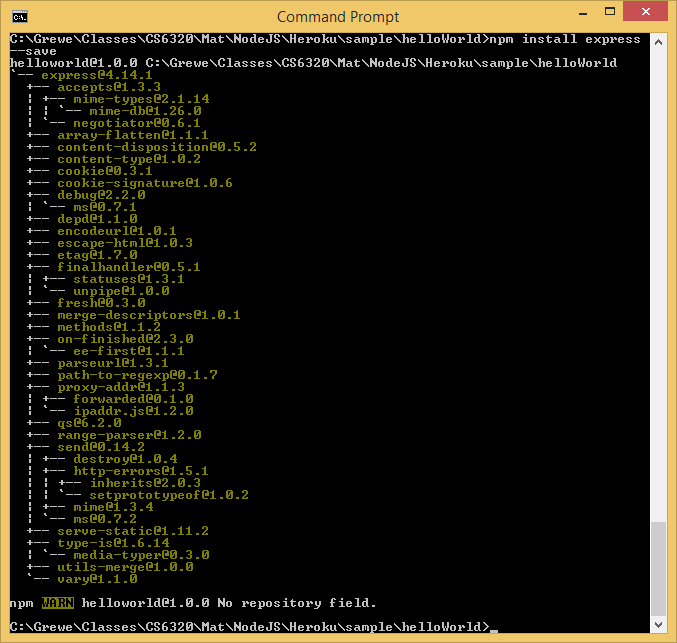 Command Prompt
C:\Grewe\Classes\CS6320\Mat\NodeJS\Heroku\sample\helloWorld>npm install express
--save
helloworld@1.0.0 C:\Grewe\Classes\CS6320\Mat\NodeJS\Heroku\sample\helloWorld
`-- express@4.14.1
  +-- accepts@1.3.3
  | +-- mime-types@2.1.14
  | | `-- mime-db@1.26.0
  | `-- negotiator@0.6.1
  +-- array-flatten@1.1.1
  +-- content-disposition@0.5.2
  +-- content-type@1.0.2
  +-- cookie@0.3.1
  +-- cookie-signature@1.0.6
  +-- debug@2.2.0
  | `-- ms@0.7.1
  +-- depd@1.1.0
  +-- encodeurl@1.0.1
  +-- escape-html@1.0.3
  +-- etag@1.7.0
  +-- finalhandler@0.5.1
  | +-- statuses@1.3.1
  | `-- unpipe@1.0.0
  +-- fresh@0.3.0
  +-- merge-descriptors@1.0.1
  +-- methods@1.1.2
  +-- on-finished@2.3.0
  | `-- ee-first@1.1.1
  +-- parseurl@1.3.1
  +-- path-to-regexp@0.1.7
  +-- proxy-addr@1.1.3
  | +-- forwarded@0.1.0
  | `-- ipaddr.js@1.2.0
  +-- qs@6.2.0
  +-- range-parser@1.2.0
  +-- send@0.14.2
  | +-- destroy@1.0.4
  | +-- http-errors@1.5.1
  | | +-- inherits@2.0.3
  | | `-- setprototypeof@1.0.2
  | +-- mime@1.3.4
  | `-- ms@0.7.2
  +-- serve-static@1.11.2
  +-- type-is@1.6.14
  | `-- media-typer@0.3.0
  +-- utils-merge@1.0.0
  `-- vary@1.1.0
npm WARN helloworld@1.0.0 No repository field.
C:\Grewe\Classes\CS6320\Mat\NodeJS\Heroku\sample\helloWorld>_